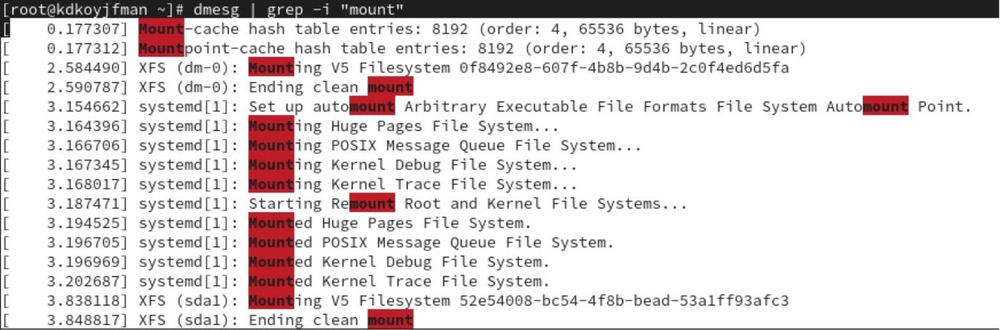 [root@kdkoyjfman ~]# dmesg | grep -i "mount"
[    0.177307] Mount-cache hash table entries: 8192 (order: 4, 65536 bytes, linear)
[    0.177312] Mountpoint-cache hash table entries: 8192 (order: 4, 65536 bytes, linear)
[    2.584490] XFS (dm-0): Mounting V5 Filesystem 0f8492e8-607f-4b8b-9d4b-2c0f4ed6d5fa
[    2.590787] XFS (dm-0): Ending clean mount
[    3.154662] systemd[1]: Set up automount Arbitrary Executable File Formats File System Automount Point.
[    3.164396] systemd[1]: Mounting Huge Pages File System...
[    3.166706] systemd[1]: Mounting POSIX Message Queue File System...
[    3.167345] systemd[1]: Mounting Kernel Debug File System...
[    3.168017] systemd[1]: Mounting Kernel Trace File System...
[    3.187471] systemd[1]: Starting Remount Root and Kernel File Systems...
[    3.194525] systemd[1]: Mounted Huge Pages File System.
[    3.196705] systemd[1]: Mounted POSIX Message Queue File System.
[    3.196969] systemd[1]: Mounted Kernel Debug File System.
[    3.202687] systemd[1]: Mounted Kernel Trace File System.
[    3.838118] XFS (sda1): Mounting V5 Filesystem 52e54008-bc54-4f8b-bead-53a1ff93afc3
[    3.848817] XFS (sda1): Ending clean mount